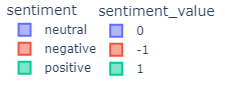 sentiment sentiment_value
neutral 0
negative -1
positive 1